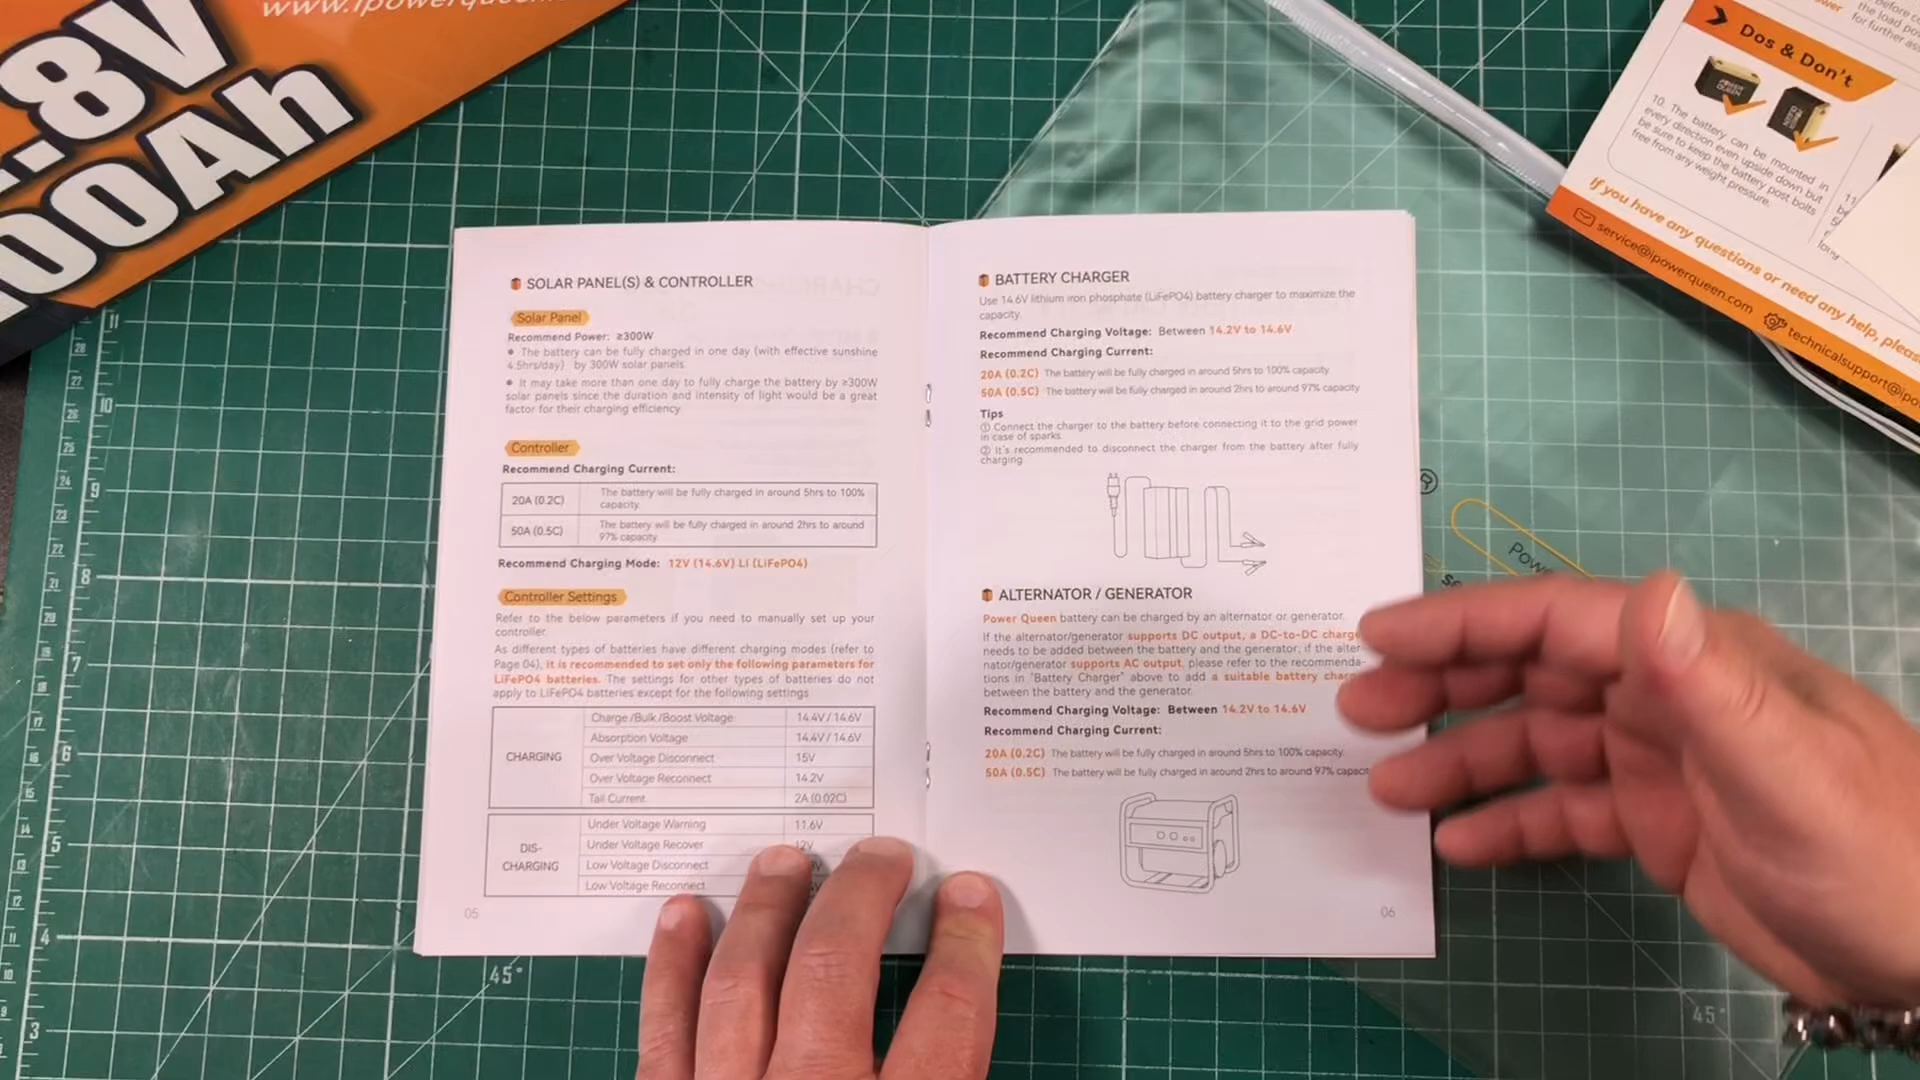 www.ipowerqueen
.8V
100Ah
SOLAR PANEL(S) & CONTROLLER
Solar Panel
Recommend Power: ≥300W
● The battery can be fully charged in one day (with effective sunshine
4.5hrs/day) by 300W solar panels.
● It may take more than one day to fully charge the battery by ≥300W
solar panels since the duration and intensity of light would be a great
factor for their charging efficiency.
Controller
Recommend Charging Current:
20A (0.2C) The battery will be fully charged in around 5hrs to 100%
capacity.
50A (0.5C) The battery will be fully charged in around 2hrs to around
97% capacity.
Recommend Charging Mode: 12V (14.6V) LI (LiFePO4)
Controller Settings
Refer to the below parameters if you need to manually set up your
controller.
As different types of batteries have different charging modes (refer to
Page 04), it is recommended to set only the following parameters for
LiFePO4 batteries. The settings for other types of batteries do not
apply to LiFePO4 batteries except for the following settings
CHARGING
Charge /Bulk /Boost Voltage 14.4V / 14.6V
Absorption Voltage 14.4V / 14.6V
Over Voltage Disconnect 15V
Over Voltage Reconnect 14.2V
Tail Current 2A (0.02C)
DIS-
CHARGING
Under Voltage Warning 11.6V
Under Voltage Recover 12V
Low Voltage Disconnect
Low Voltage Reconnect
05
BATTERY CHARGER
Use 14.6V lithium iron phosphate (LiFePO4) battery charger to maximize the
capacity.
Recommend Charging Voltage: Between 14.2V to 14.6V
Recommend Charging Current:
20A (0.2C) The battery will be fully charged in around 5hrs to 100% capacity
50A (0.5C) The battery will be fully charged in around 2hrs to around 97% capacity
Tips
① Connect the charger to the battery before connecting it to the grid power
in case of sparks.
② It's recommended to disconnect the charger from the battery after fully
charging
ALTERNATOR / GENERATOR
Power Queen battery can be charged by an alternator or generator.
If the alternator/generator supports DC output, a DC-to-DC charge
needs to be added between the battery and the generator; if the alter-
nator/generator supports AC output, please refer to the recommenda-
tions in "Battery Charger" above to add a suitable battery charg
between the battery and the generator.
Recommend Charging Voltage: Between 14.2V to 14.6V
Recommend Charging Current:
20A (0.2C) The battery will be fully charged in around 5hrs to 100% capacity.
50A (0.5C) The battery will be fully charged in around 2hrs to around 97% capacit
06
before
the load
for further
Dos & Don't
10. The battery can be mounted in
every direction even upside down but
be sure to keep the battery post bolts
free from any weight pressure.
If you have any questions or need any help, pleas
service@ipowerqueen.com
technicalsupport@ipo
Powe
45°
45°